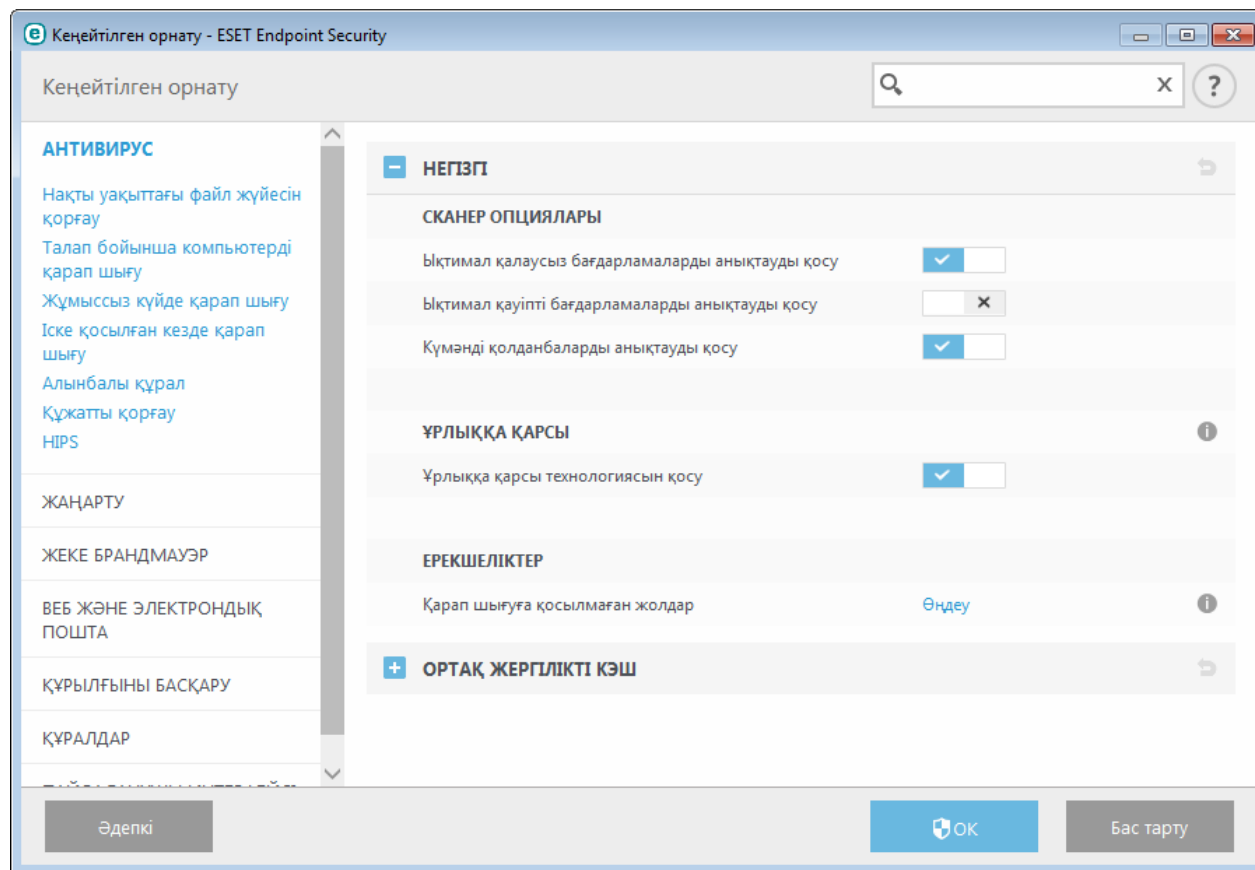 Кеңейтілген орнату - ESET Endpoint Security
Кеңейтілген орнату
АНТИВИРУС
Нақты уақыттағы файл жүйесін
қорғау
Талап бойынша компьютерді
қарап шығу
Жұмыссыз күйде қарап шығу
Іске қосылған кезде қарап
шығу
Алынбалы құрал
Құжатты қорғау
HIPS
ЖАҢАРТУ
ЖЕКЕ БРАНДМАУЭР
ВЕБ ЖӘНЕ ЭЛЕКТРОНДЫҚ
ПОШТА
ҚҰРЫЛҒЫНЫ БАСҚАРУ
ҚҰРАЛДАР
НЕГІЗГІ
СКАНЕР ОПЦИЯЛАРЫ
Ықтимал қалаусыз бағдарламаларды анықтауды қосу
Ықтимал қауіпті бағдарламаларды анықтауды қосу
Күмәнді қолданбаларды анықтауды қосу
ҰРЛЫҚҚА ҚАРСЫ
Ұрлыққа қарсы технологиясын қосу
ЕРЕКШЕЛІКТЕР
Қарап шығуға қосылмаған жолдар Өңдеу
ОРТАҚ ЖЕРГІЛІКТІ КЭШ
Әдепкі
ОК
Бас тарту